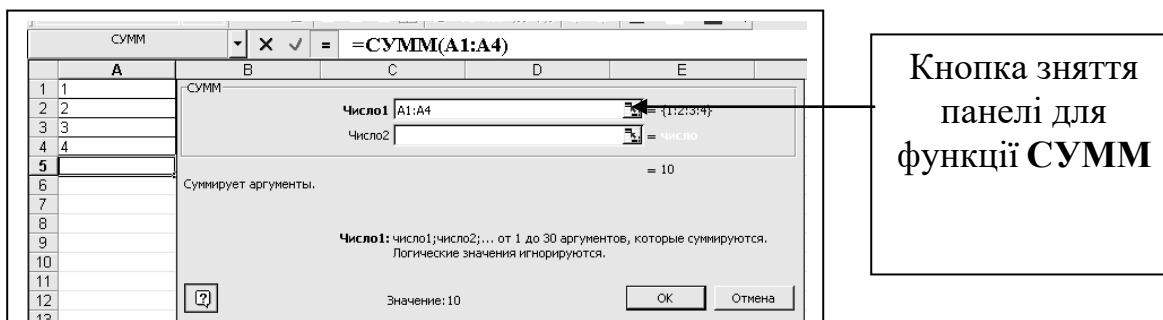 СУММ = =СУММ(A1:A4)
A B C D E
1 1 СУММ
Число1 A1:A4 = {1:2:3:4}
2 2
Число2 = число
3 3
4 4
5 = 10
6 Суммирует аргументы.
7
8
9 Число1: число1;число2;... от 1 до 30 аргументов, которые суммируются.
10 Логические значения игнорируются.
11
12 Значение:10 OK Отмена
13
Кнопка зняття
панелі для
функції СУММ